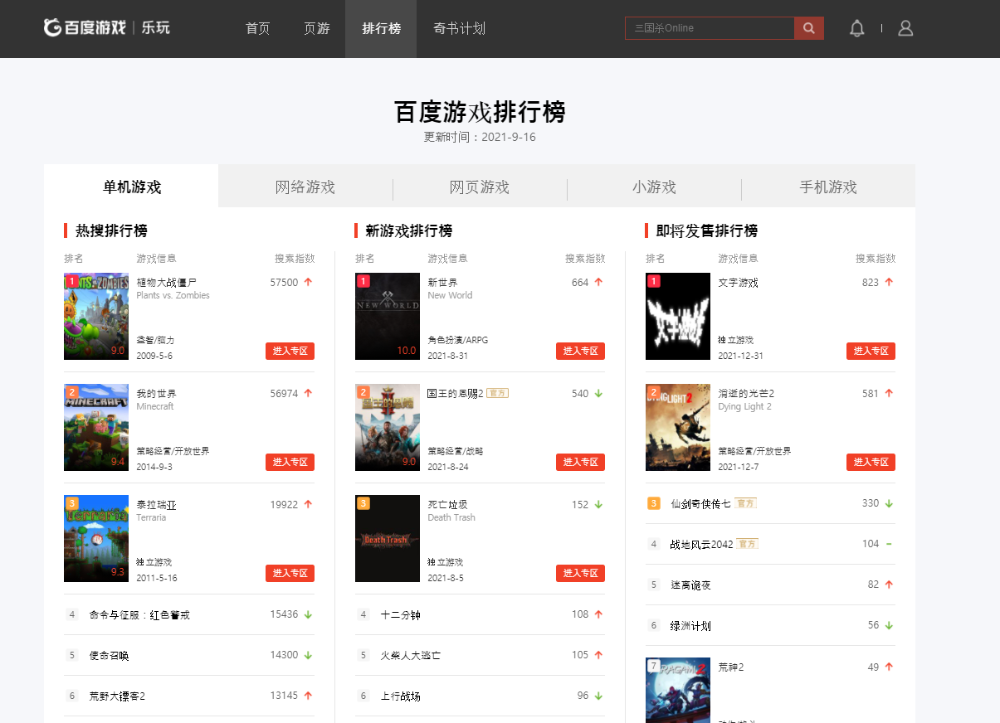 百度游戏 | 乐玩
首页 页游 排行榜 奇书计划
三国杀Online
百度游戏排行榜
更新时间：2021-9-16
单机游戏 网络游戏 网页游戏 小游戏 手机游戏
热搜排行榜
排名 游戏信息 搜索指数
1 植物大战僵尸 57500
Plants vs. Zombies
9.0
益智/脑力
2009-5-6 进入专区
2 我的世界 56974
Minecraft
MINECRAFT
9.4
策略经营/开放世界
2014-9-3 进入专区
3 泰拉瑞亚 19922
Terraria
Terraria
9.3
独立游戏
2011-5-16 进入专区
4 命令与征服：红色警戒 15436
5 使命召唤 14300
6 荒野大镖客2 13145
新游戏排行榜
排名 游戏信息 搜索指数
1 新世界 664
New World
NEW WORLD
10.0
角色扮演/ARPG
2021-8-31 进入专区
2 国王的恩赐2 官方 540
国王的恩赐
II
9.0
策略经营/战略
2021-8-24 进入专区
3 死亡垃圾 152
Death Trash
Death Trash
独立游戏
2021-8-5 进入专区
4 十二分钟 108
5 火柴人大逃亡 105
6 上行战场 96
即将发售排行榜
排名 游戏信息 搜索指数
1 文字游戏 823
文字游戏
独立游戏
2021-12-31 进入专区
2 消逝的光芒2 581
Dying Light 2
策略经营/开放世界
2021-12-7 进入专区
3 仙剑奇侠传七 官方 330
4 战地风云2042 官方 104
5 迷离诡夜 82
6 绿洲计划 56
7 荒神2 49